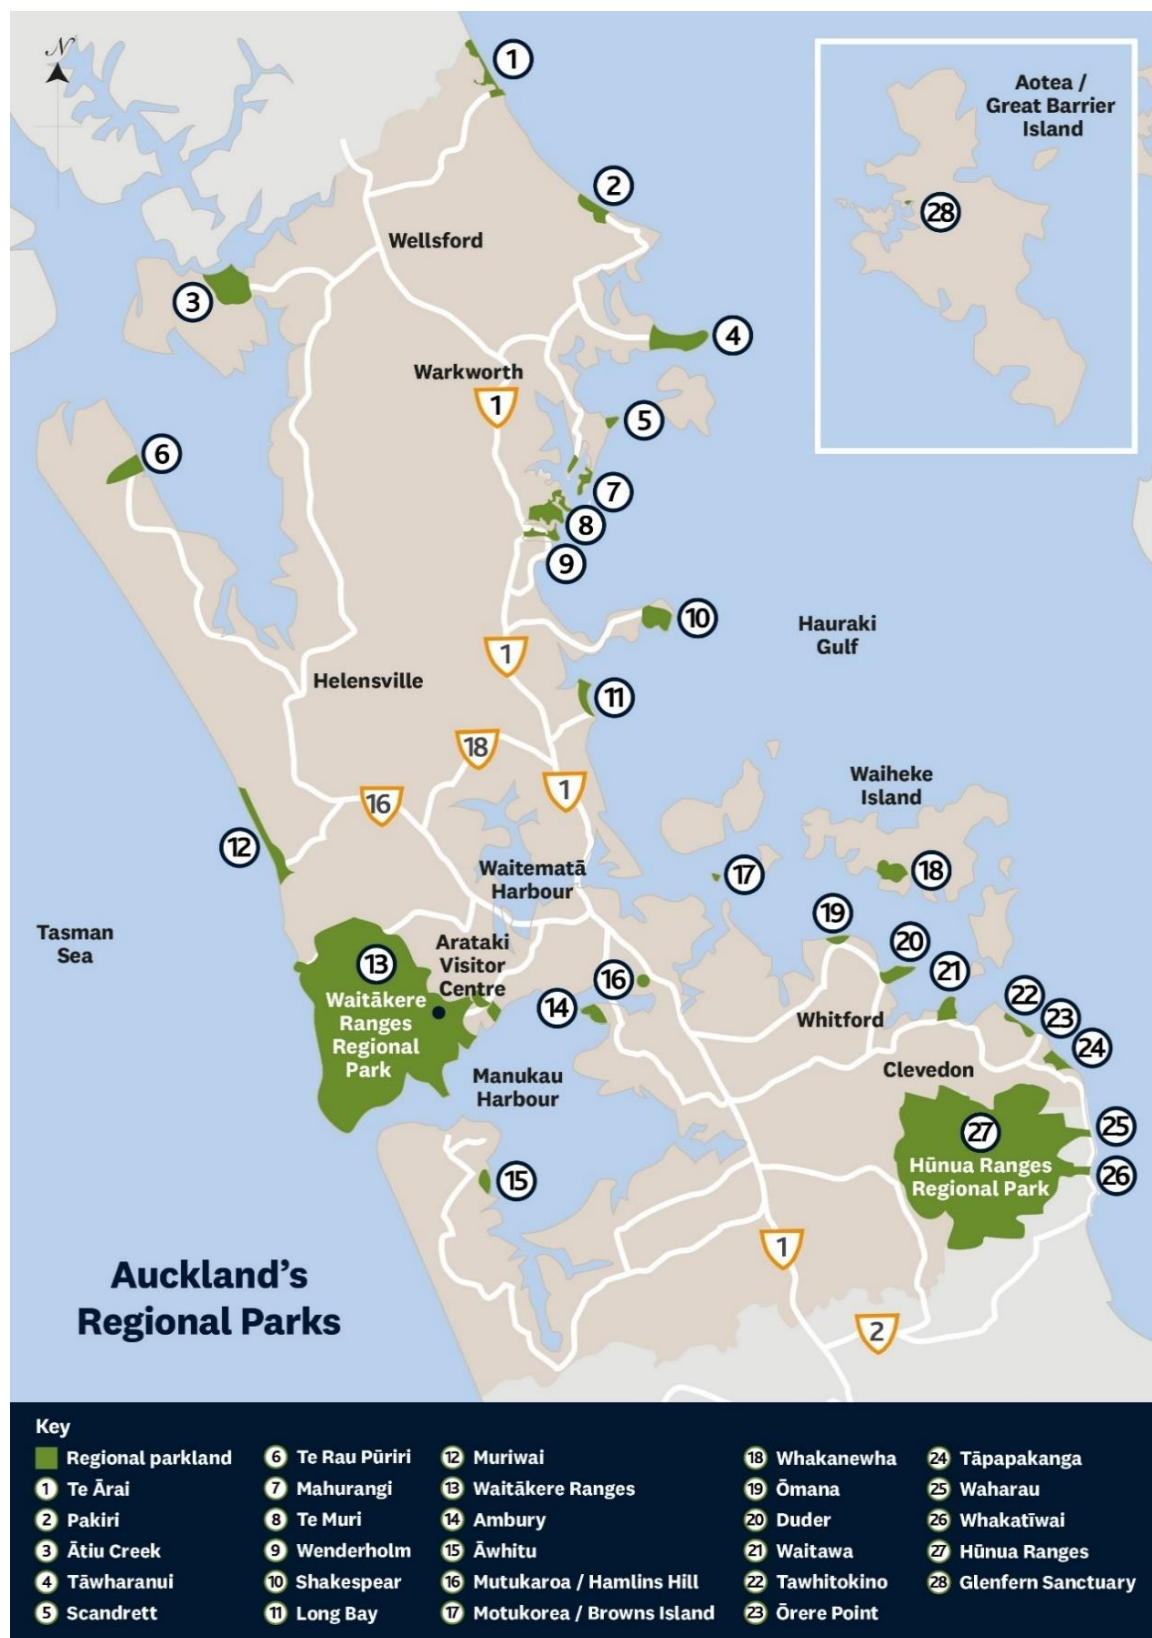 N
1
Aotea /
Great Barrier
Island
2
28
Wellsford
3
4
Warkworth
1
5
6
7
8
9
10
Hauraki
Gulf
1
Helensville
11
18
Waiheke
Island
1
16
12
Waitematā
Harbour
17
18
19
Tasman
Sea
Arataki
Visitor
Centre
20
13
16
21
Waitākere
Ranges
Regional
Park
14
22
Whitford
23
24
Manukau
Harbour
Clevedon
25
27
Hūnua Ranges
Regional Park
26
15
1
Auckland's
Regional Parks
2
Key
Regional parkland
1 Te Ārai
2 Pakiri
3 Ātiu Creek
4 Tāwharanui
5 Scandrett
6 Te Rau Pūriri
7 Mahurangi
8 Te Muri
9 Wenderholm
10 Shakespear
11 Long Bay
12 Muriwai
13 Waitākere Ranges
14 Ambury
15 Āwhitu
16 Mutukaroa / Hamlins Hill
17 Motukorea / Browns Island
18 Whakanewha
19 Ōmana
20 Duder
21 Waitawa
22 Tawhitokino
23 Ōrere Point
24 Tāpapakanga
25 Waharau
26 Whakatīwai
27 Hūnua Ranges
28 Glenfern Sanctuary